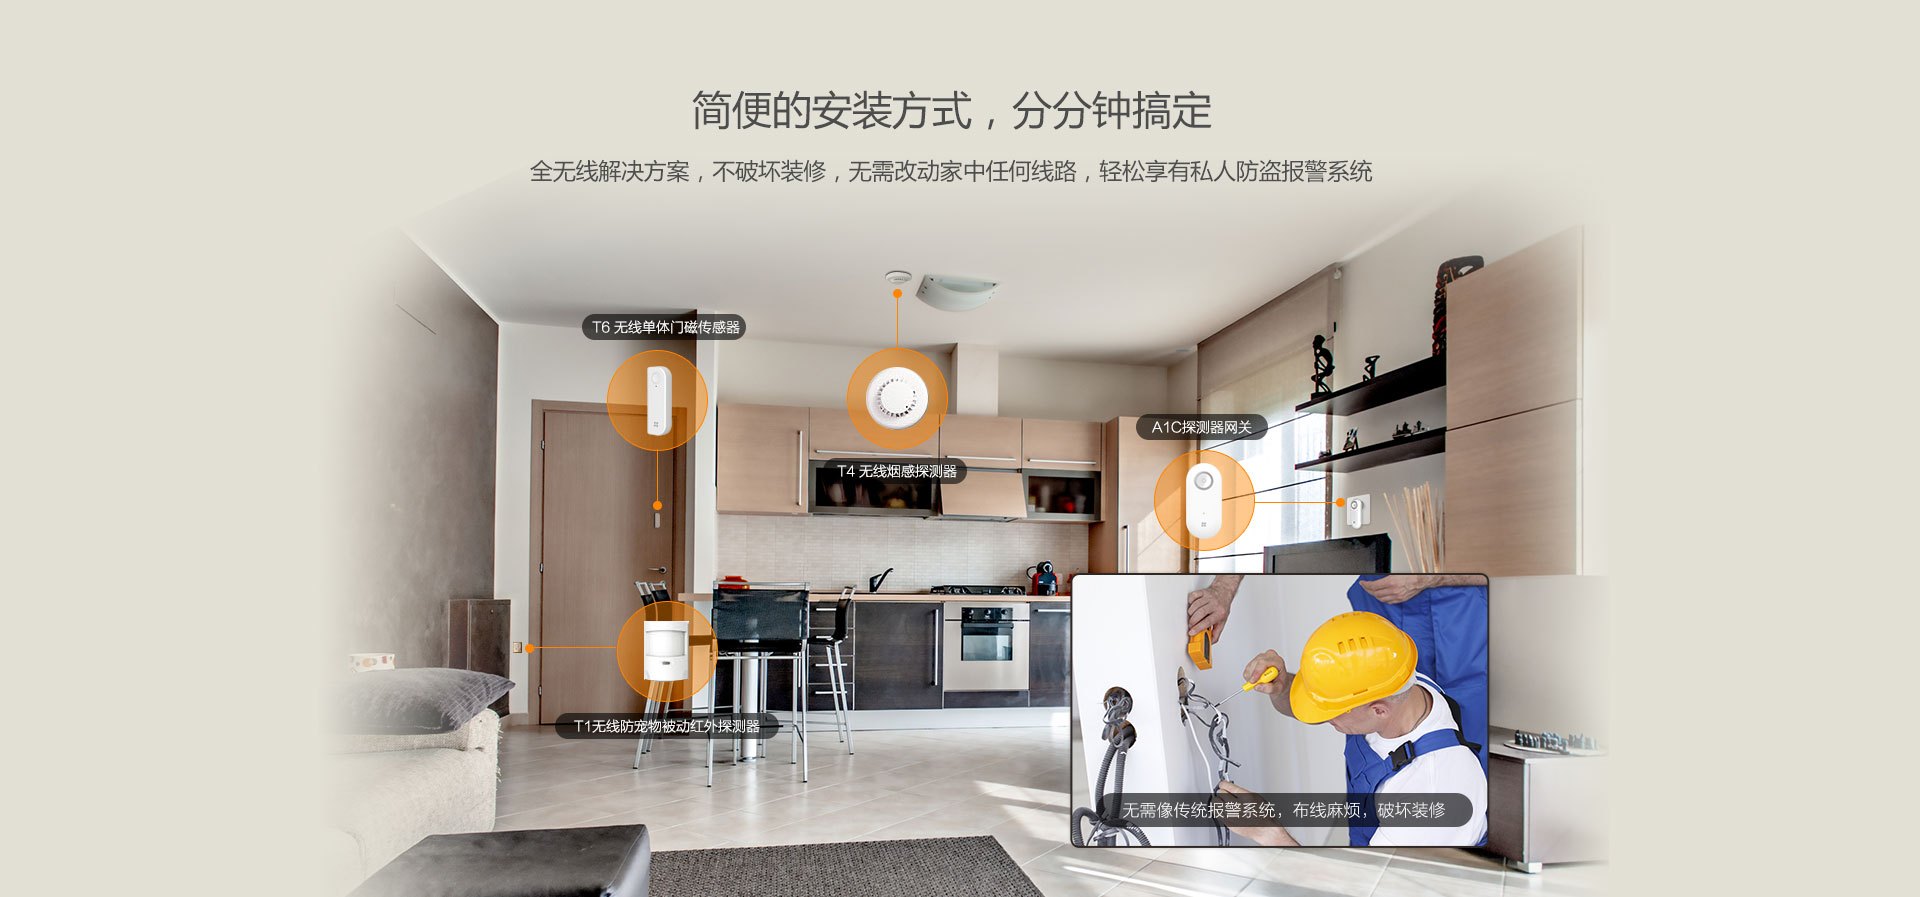 简便的安装方式，分分钟搞定
全无线解决方案，不破坏装修，无需改动家中任何线路，轻松享有私人防盗报警系统
T6 无线单体门磁传感器
T4 无线烟感探测器
A1C探测器网关
T1无线防宠物被动红外探测器
无需像传统报警系统，布线麻烦，破坏装修